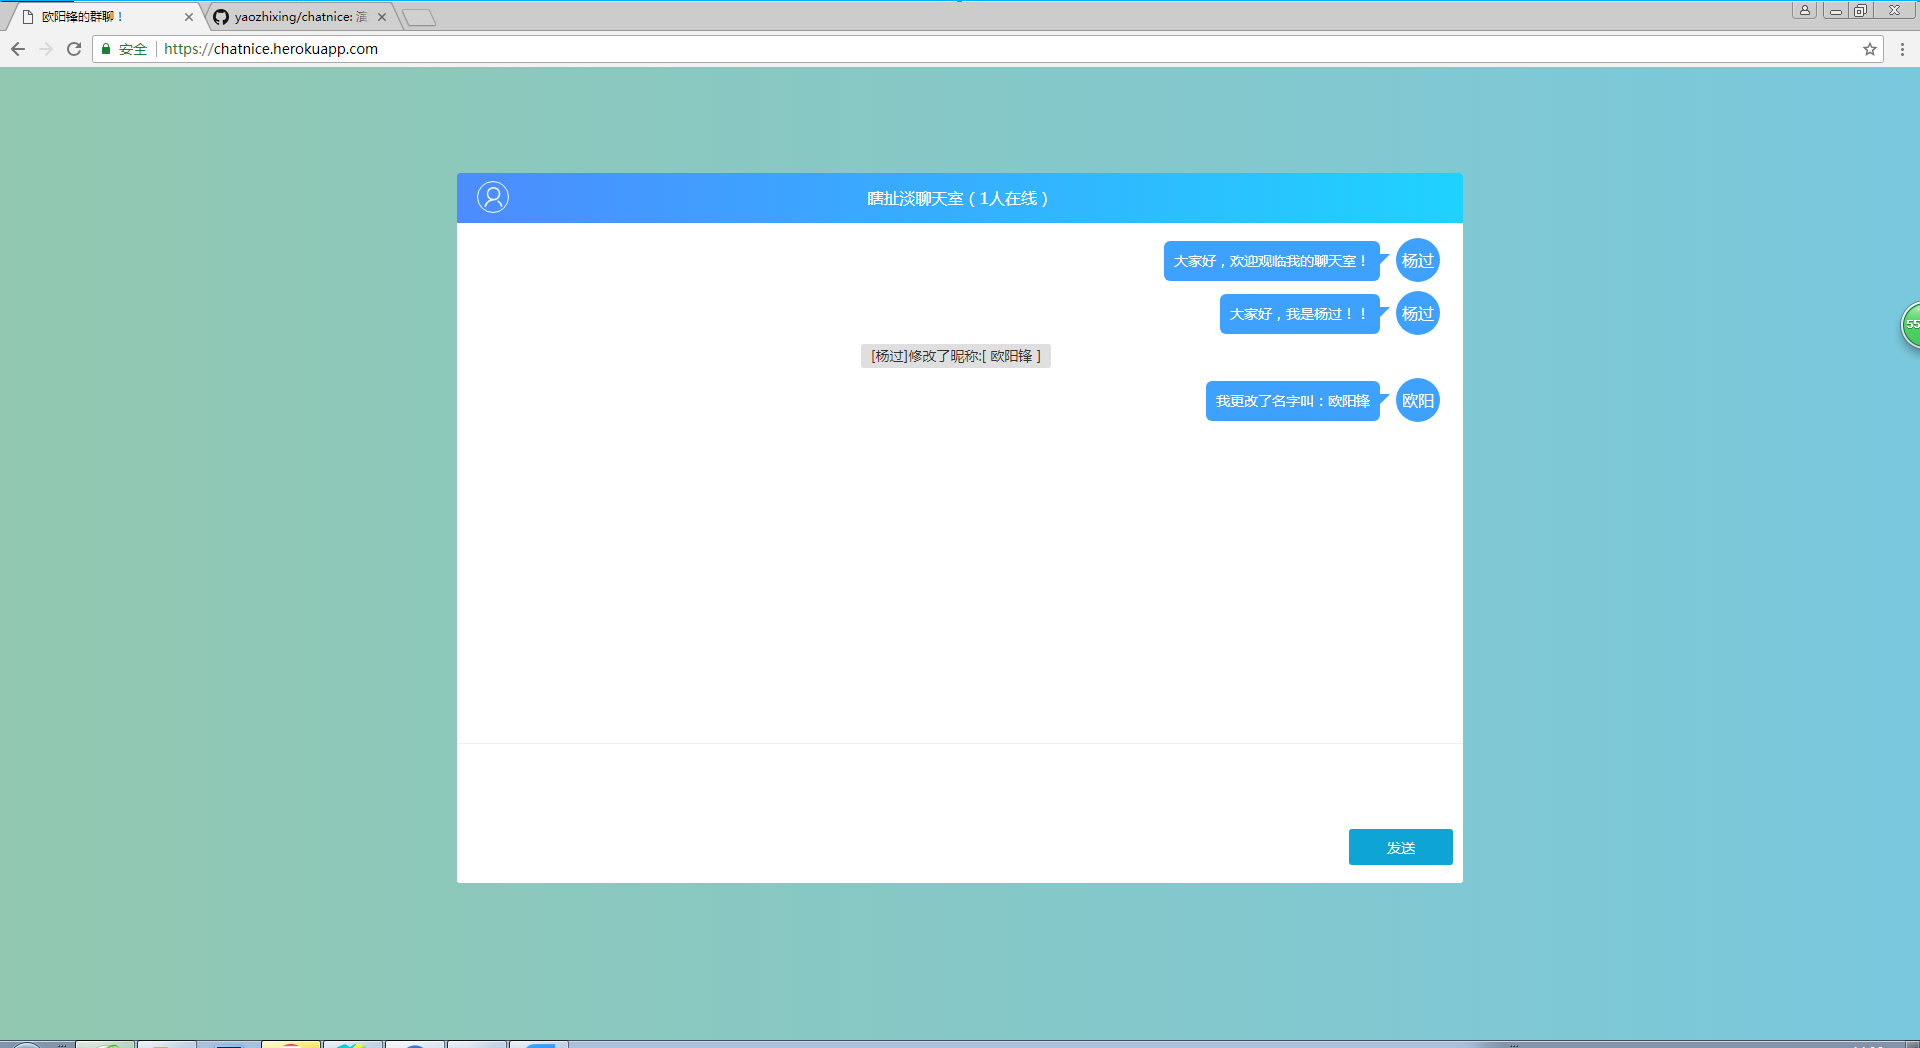 欧阳锋的群聊！
yaozhixing/chatnice: 演
安全
https://chatnice.herokuapp.com
瞎扯淡聊天室（1人在线）
大家好，欢迎观临我的聊天室！
杨过
大家好，我是杨过！！
杨过
55
[杨过]修改了昵称:[ 欧阳锋 ]
我更改了名字叫：欧阳锋
欧阳
发送